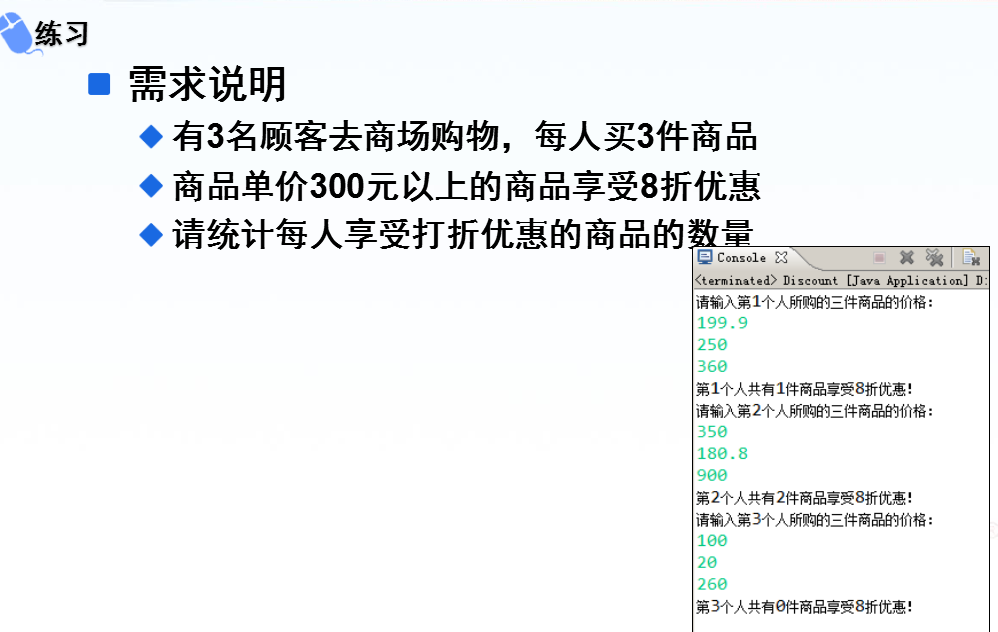 练习
需求说明
有3名顾客去商场购物，每人买3件商品
商品单价300元以上的商品享受8折优惠
请统计每人享受打折优惠的商品的数量
Console
<terminated> Discount [Java Application] D:
请输入第1个人所购的三件商品的价格：
199.9
250
360
第1个人共有1件商品享受8折优惠！
请输入第2个人所购的三件商品的价格：
350
180.8
900
第2个人共有2件商品享受8折优惠！
请输入第3个人所购的三件商品的价格：
100
20
260
第3个人共有0件商品享受8折优惠！